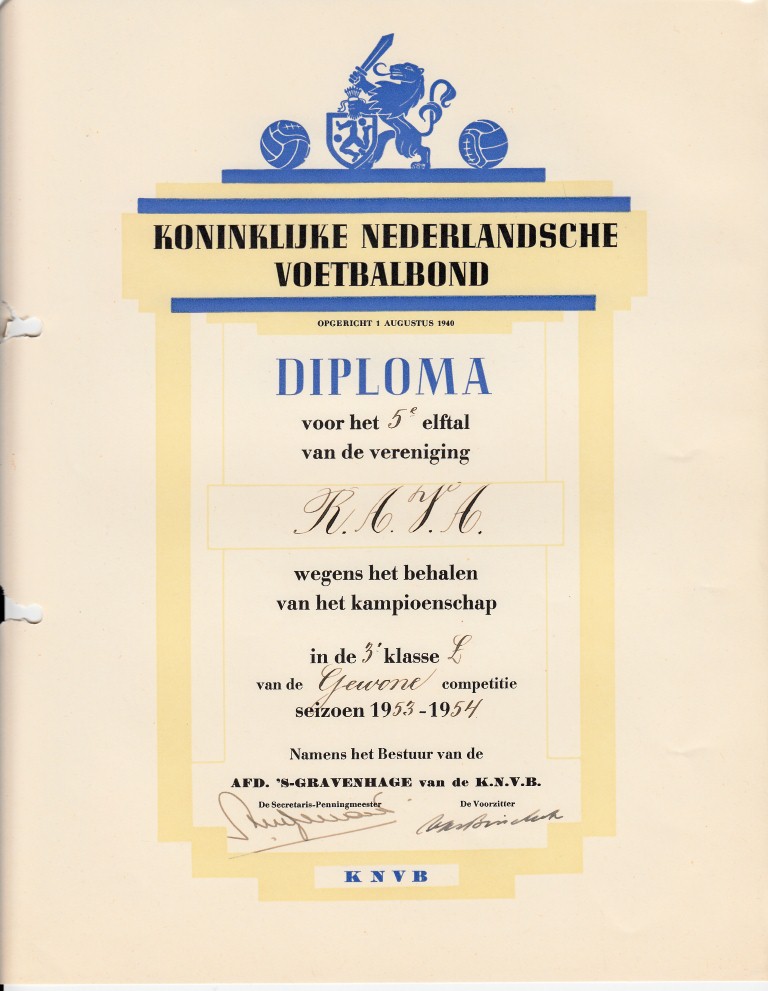 KONINKLIJKE NEDERLANDSCHE
VOETBALBOND
OPGERICHT 1 AUGUSTUS 1940
DIPLOMA
voor het 5e elftal
van de vereniging
R.A.V.A.
wegens het behalen
van het kampioenschap
in de 3e klasse L
van de Gewone competitie
seizoen 1953-1954
Namens het Bestuur van de
AFD. 'S-GRAVENHAGE van de K.N.V.B.
De Secretaris-Penningmeester De Voorzitter
KNVB